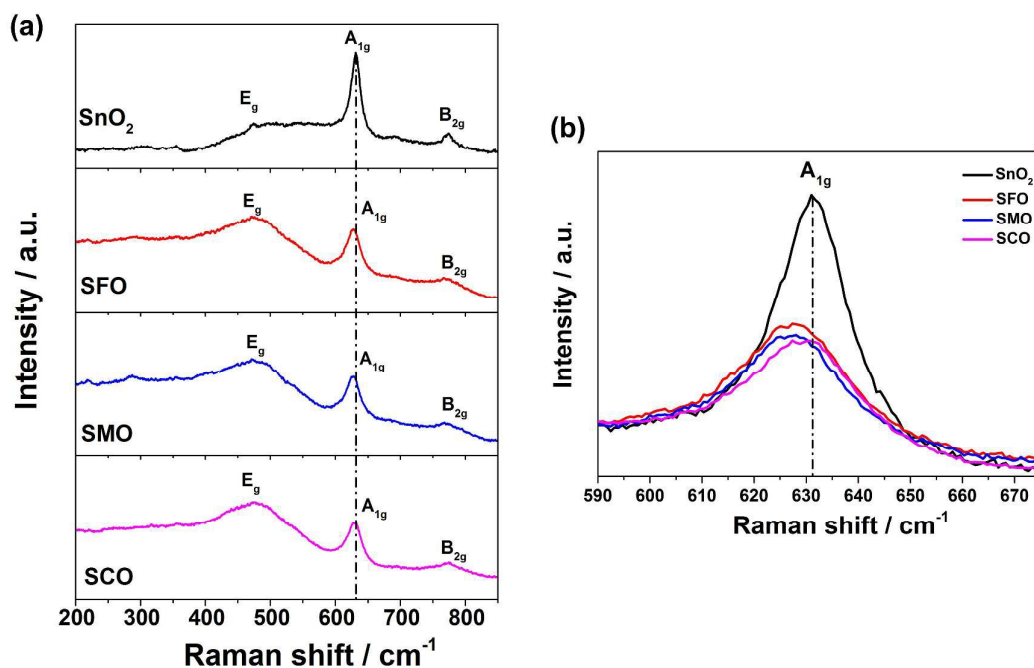 (a)
A1g
Eg
B2g
SnO2
Eg
A1g
B2g
SFO
Eg
A1g
B2g
SMO
Eg
A1g
B2g
SCO
200 300 400 500 600 700 800
Raman shift / cm-1
Intensity / a.u.
(b)
A1g
SnO2
SFO
SMO
SCO
590 600 610 620 630 640 650 660 670
Raman shift / cm-1
Intensity / a.u.